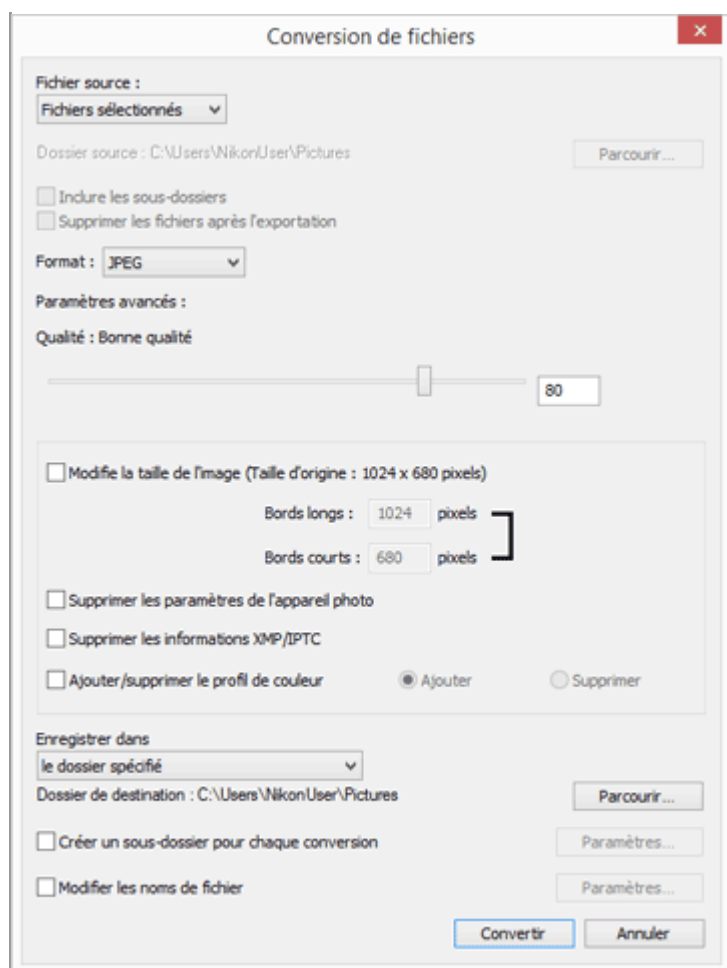 Conversion de fichiers
Fichier source :
Fichiers sélectionnés
Dossier source : C:\Users\NikonUser\Pictures Parcourir...
Inclure les sous-dossiers
Supprimer les fichiers après l'exportation
Format : JPEG
Paramètres avancés :
Qualité : Bonne qualité
80
Modifie la taille de l'image (Taille d'origine : 1024 x 680 pixels)
Bords longs : 1024 pixels
Bords courts : 680 pixels
Supprimer les paramètres de l'appareil photo
Supprimer les informations XMP/IPTC
Ajouter/supprimer le profil de couleur Ajouter Supprimer
Enregistrer dans
le dossier spécifié
Dossier de destination : C:\Users\NikonUser\Pictures Parcourir...
Créer un sous-dossier pour chaque conversion Paramètres...
Modifier les noms de fichier Paramètres...
Convertir Annuler